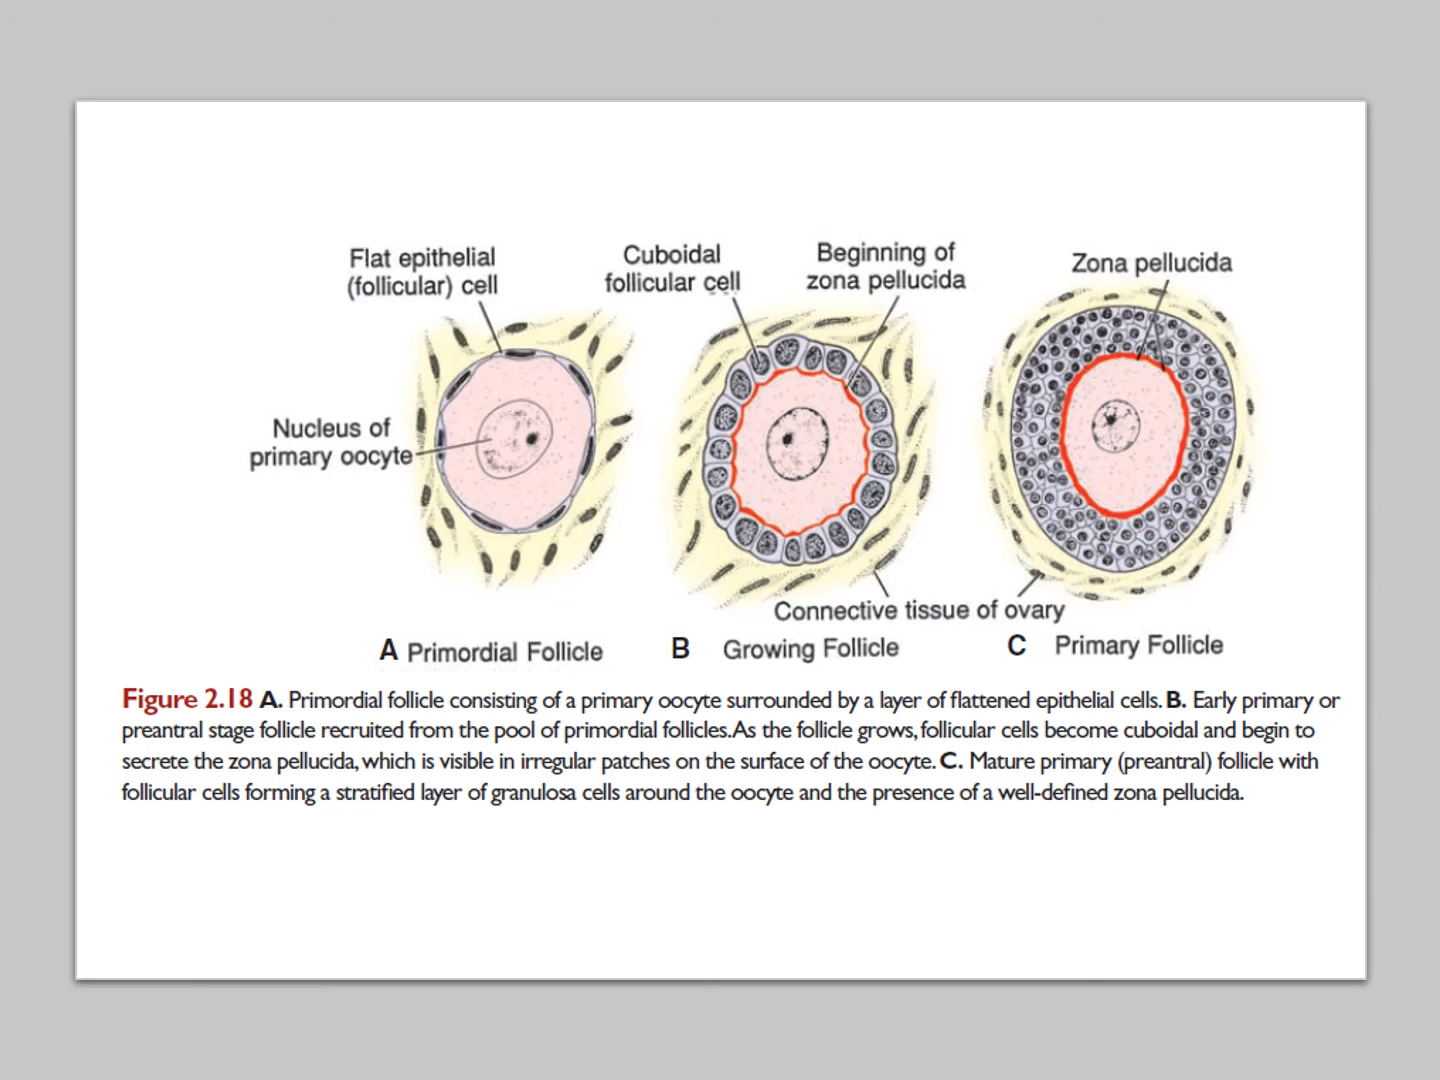 Flat epithelial
(follicular) cell
Cuboidal
follicular cell
Beginning of
zona pellucida
Zona pellucida
Nucleus of
primary oocyte
Connective tissue of ovary
A Primordial Follicle
B Growing Follicle
C Primary Follicle
Figure 2.18 A. Primordial follicle consisting of a primary oocyte surrounded by a layer of flattened epithelial cells. B. Early primary or
preantral stage follicle recruited from the pool of primordial follicles.As the follicle grows, follicular cells become cuboidal and begin to
secrete the zona pellucida, which is visible in irregular patches on the surface of the oocyte. C. Mature primary (preantral) follicle with
follicular cells forming a stratified layer of granulosa cells around the oocyte and the presence of a well-defined zona pellucida.